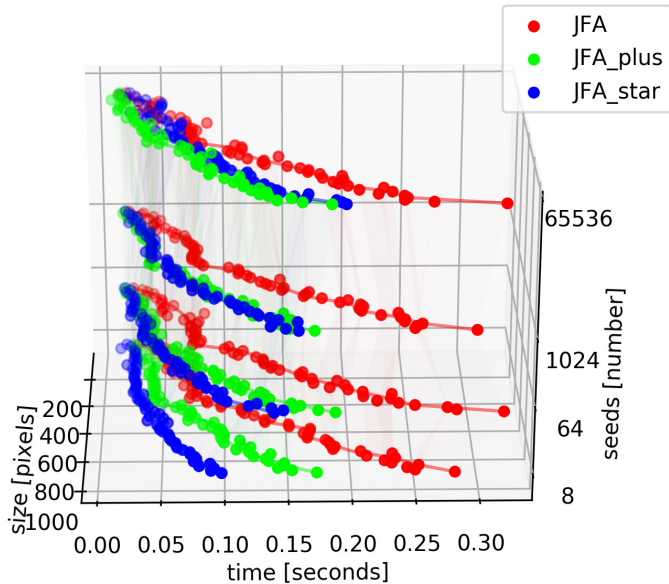 JFA
JFA_plus
JFA_star
65536
1024
64
8
seeds [number]
200
400
600
800
1000
size [pixels]
0.00 0.05 0.10 0.15 0.20 0.25 0.30
time [seconds]